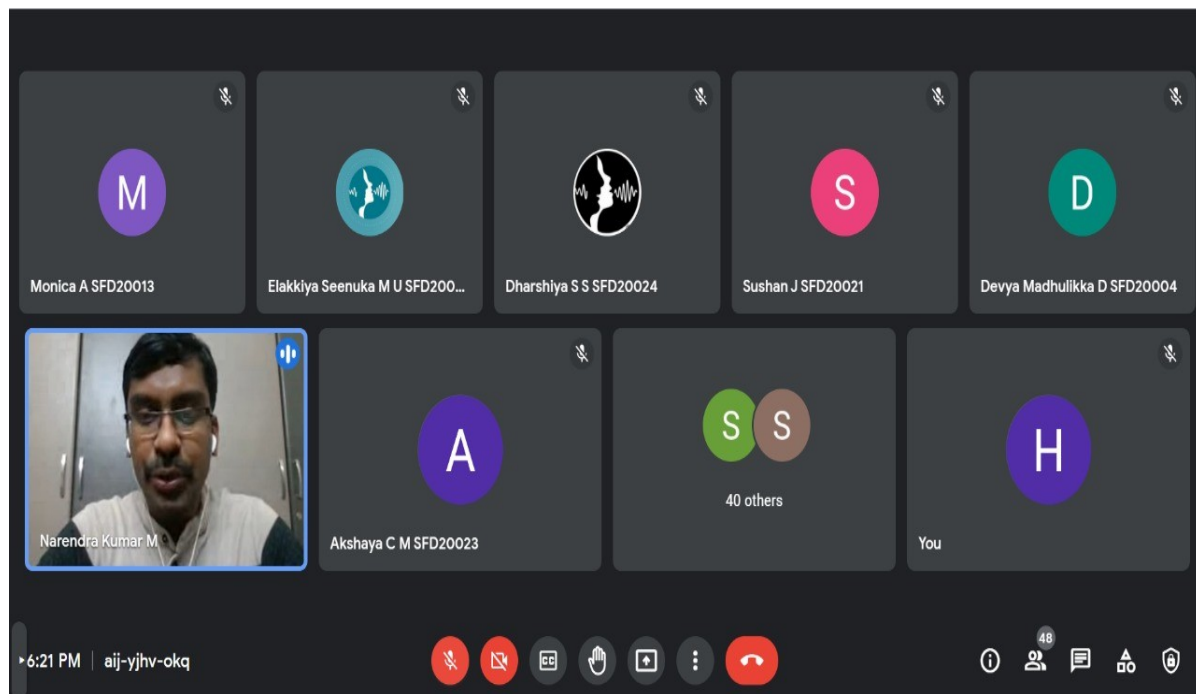 M
Monica A SFD20013
Elakkiya Seenuka M U SFD200...
Dharshiya S S SFD20024
S
Sushan J SFD20021
D
Devya Madhulikka D SFD20004
Narendra Kumar M
A
Akshaya C M SFD20023
S S
40 others
H
You
6:21 PM | aij-yjhv-okq
CC
48